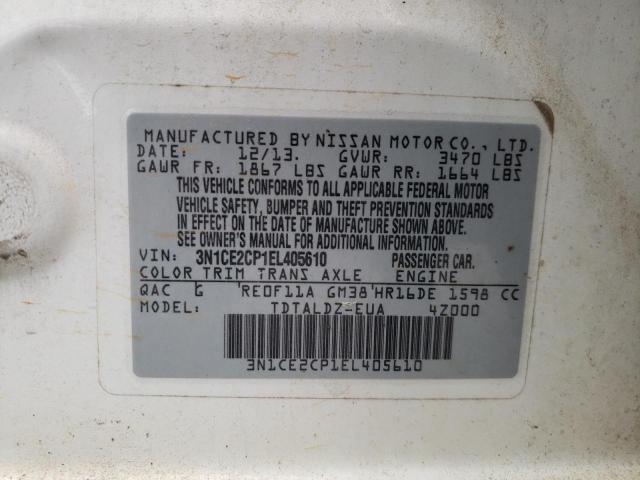 MANUFACTURED BY NISSAN MOTOR CO., LTD.
DATE: 12/13. GVWR: 3470 LBS
GAWR FR: 1867 LBS GAWR RR: 1664 LBS
THIS VEHICLE CONFORMS TO ALL APPLICABLE FEDERAL MOTOR
VEHICLE SAFETY, BUMPER AND THEFT PREVENTION STANDARDS
IN EFFECT ON THE DATE OF MANUFACTURE SHOWN ABOVE.
SEE OWNER'S MANUAL FOR ADDITIONAL INFORMATION.
VIN: 3N1CE2CP1EL405610 PASSENGER CAR.
COLOR TRIM TRANS AXLE ENGINE
QAC G RE0F11A GM38 HR16DE 1598 CC
MODEL: TDTALDZ-EUA 4Z000
3N1CE2CP1EL405610